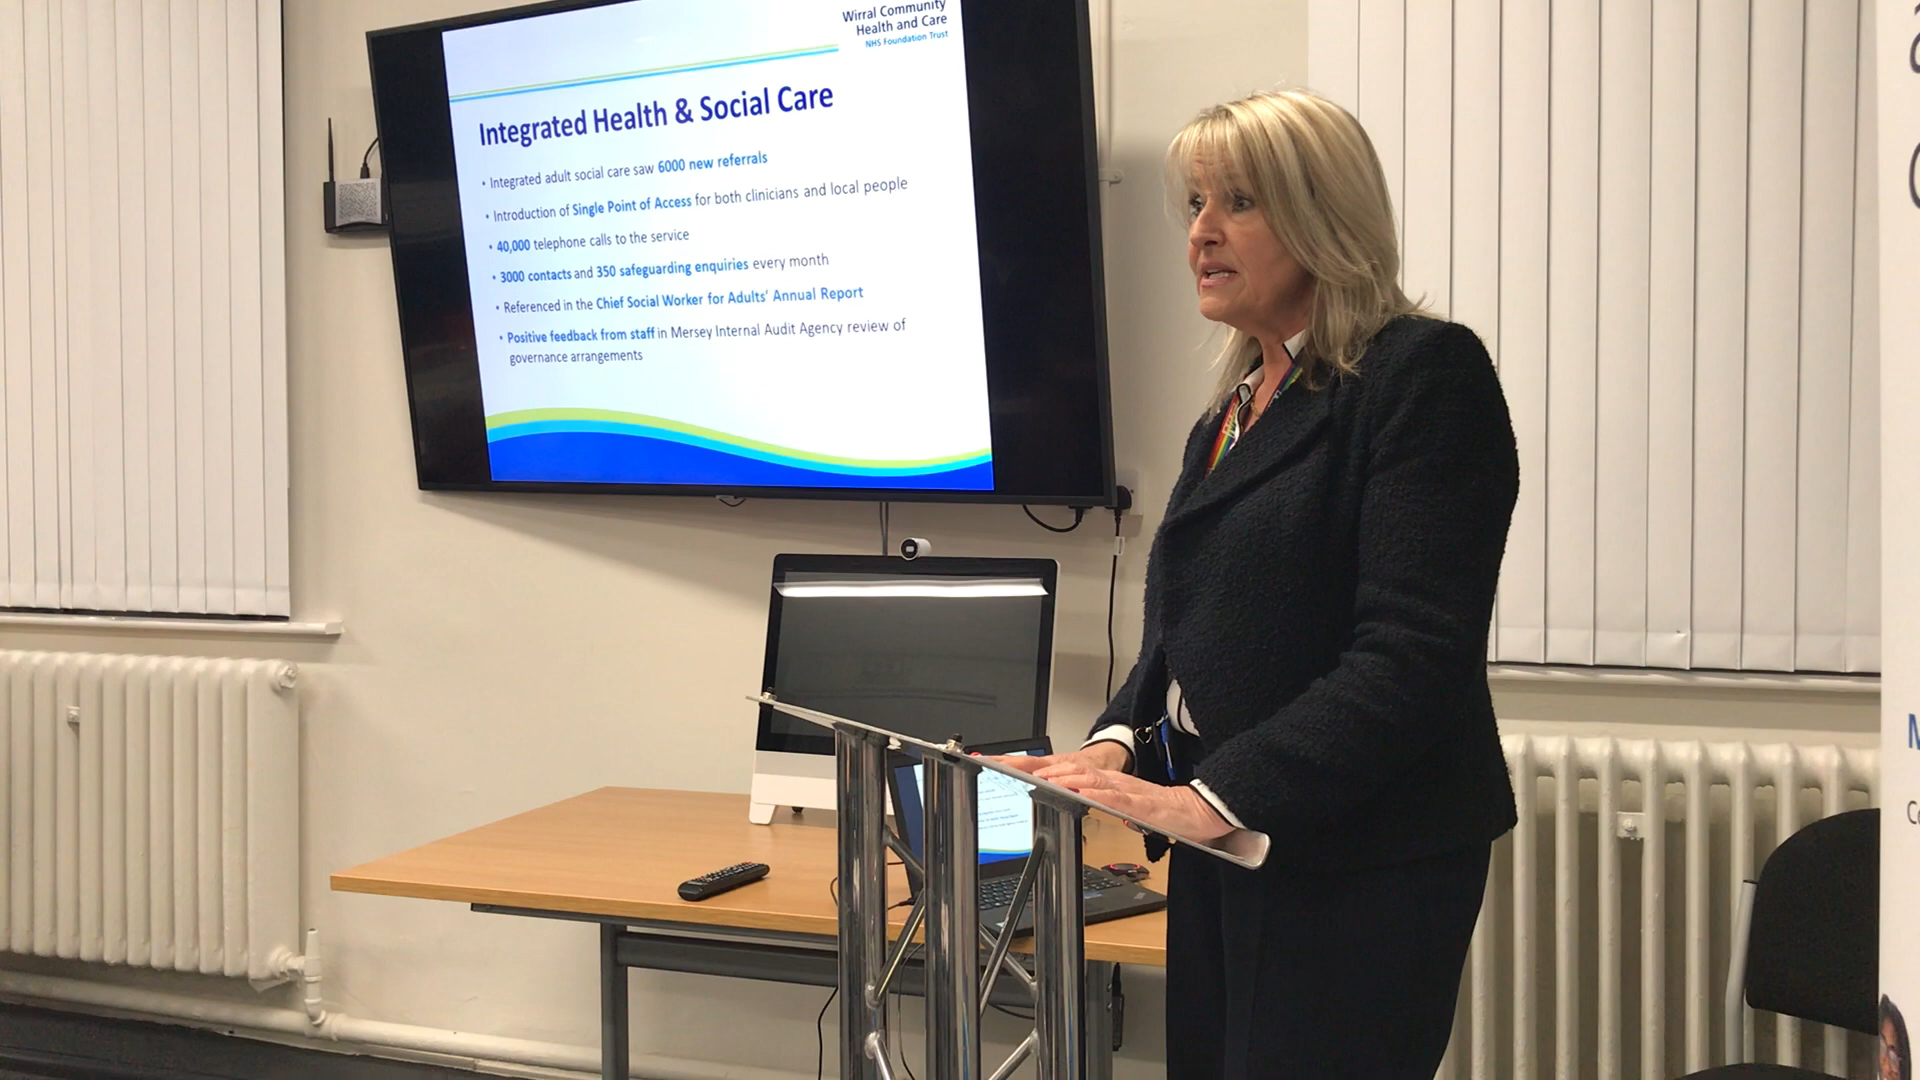 Wirral Community
Health and Care
NHS Foundation Trust
Integrated Health & Social Care
• Integrated adult social care saw 6000 new referrals
• Introduction of Single Point of Access for both clinicians and local people
• 40,000 telephone calls to the service
• 3000 contacts and 350 safeguarding enquiries every month
• Referenced in the Chief Social Worker for Adults' Annual Report
• Positive feedback from staff in Mersey Internal Audit Agency review of
governance arrangements